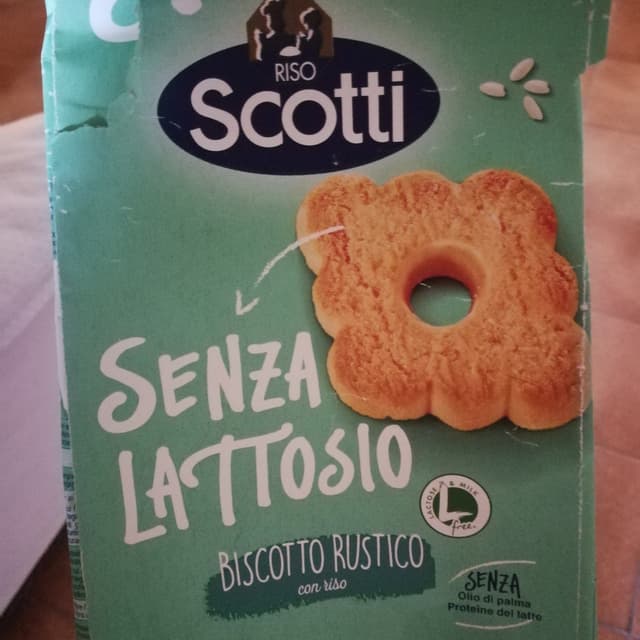 RISO
Scotti
SENZA
LATTOSIO
LACTOSE & MILK
free
BISCOTTO RUSTICO
con riso
SENZA
Olio di palma
Proteine del latte